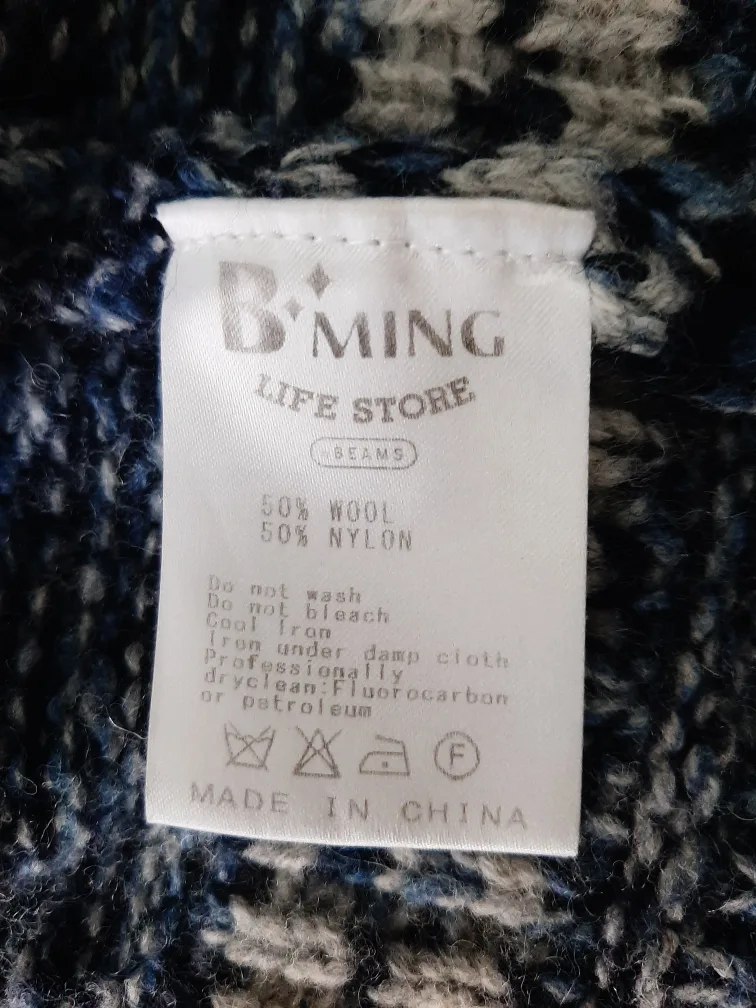 B MING
LIFE STORE
BEAMS
50% WOOL
50% NYLON
Do not wash
Do not bleach
Cool Iron
Iron under damp cloth
Professionally
dryclean:Fluorocarbon
or petroleum
F
MADE IN CHINA